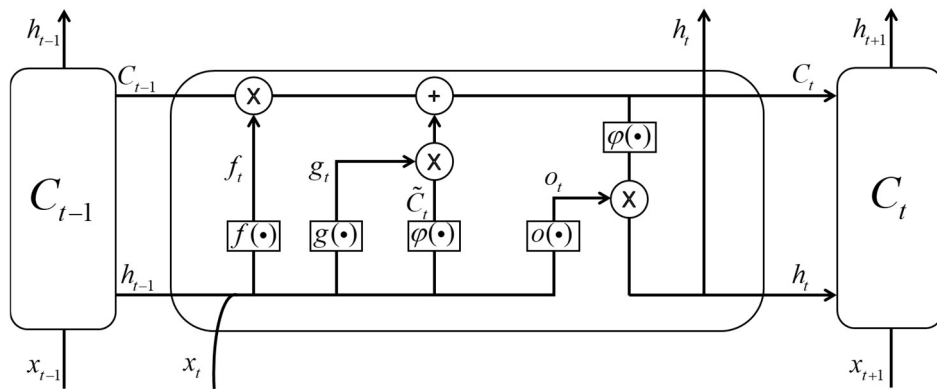 h_{t-1}
h_t
h_{t+1}
C_{t-1}
C_t
X
+
φ(•)
f_t
g_t
X
o_t
C_{t-1}
C̃_t
X
C_t
f(•)
g(•)
φ(•)
o(•)
h_{t-1}
h_t
x_{t-1}
x_t
x_{t+1}